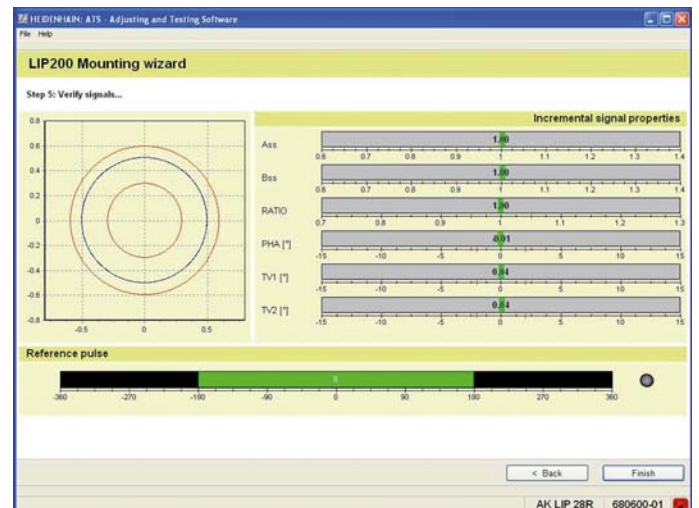 HEIDENHAIN: ATS - Adjusting and Testing Software
File Help
LIP200 Mounting wizard
Step 5: Verify signals...
Incremental signal properties
0.8
0.6
0.4
0.2
0
-0.2
-0.4
-0.6
-0.8
-0.5 0 0.5
Ass 1.00
0.6 0.7 0.8 0.9 1 1.1 1.2 1.3 1.4
Bss 1.00
0.6 0.7 0.8 0.9 1 1.1 1.2 1.3 1.4
RATIO 1.00
0.7 0.8 0.9 1 1.1 1.2 1.3
PHA [°] -0.01
-15 -10 -5 0 5 10 15
TV1 [°] 0.04
-15 -10 -5 0 5 10 15
TV2 [°]
-15 -10 -5 0 5 10 15
Reference pulse
-360 -270 -180 -90 0 90 180 270 360
< Back Finish
AK LIP 28R 680600-01